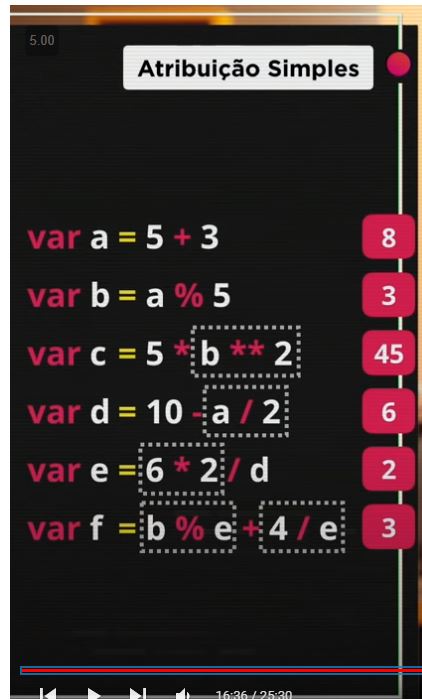 5.00
Atribuição Simples
var a = 5 + 3 8
var b = a % 5 3
var c = 5 * b ** 2 45
var d = 10 - a / 2 6
var e = 6 * 2 / d 2
var f = b % e + 4 / e 3
16:36 / 25:30